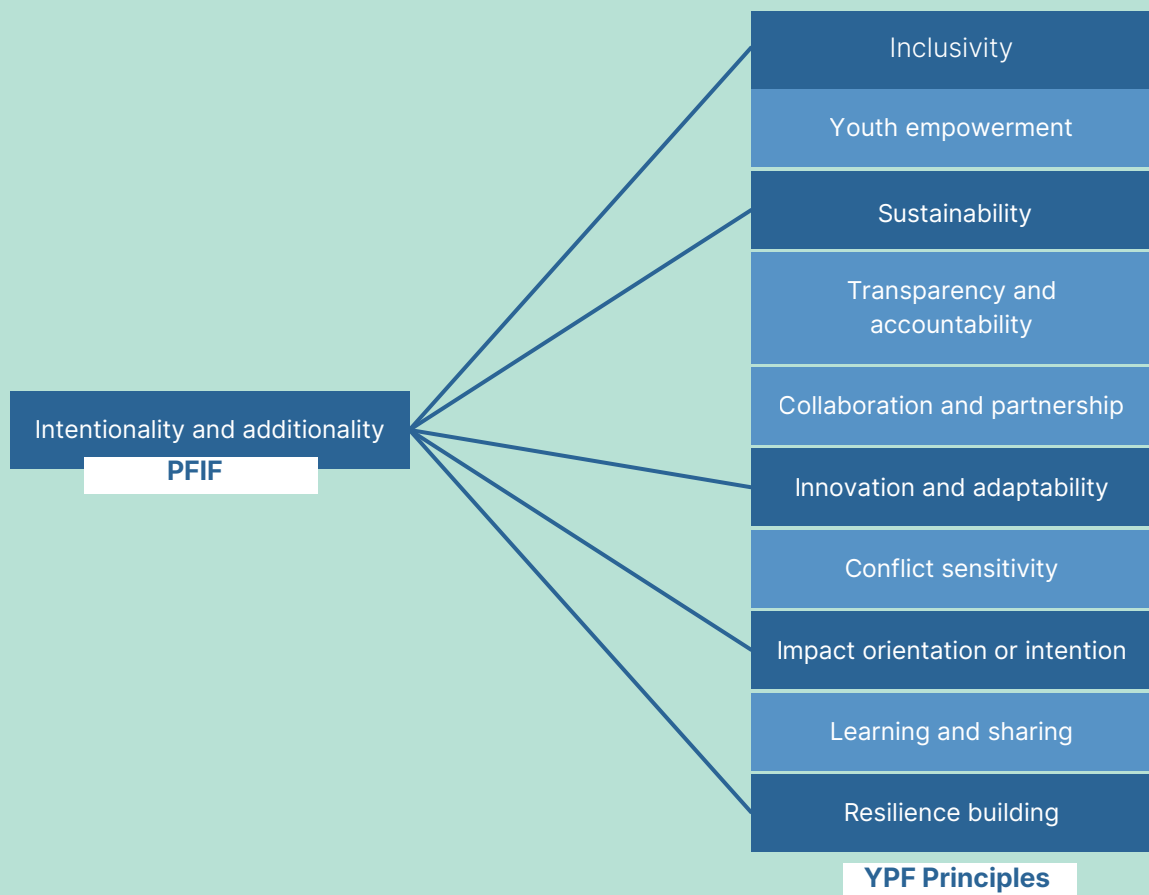 Inclusivity
Youth empowerment
Sustainability
Transparency and
accountability
Collaboration and partnership
Intentionality and additionality
PFIF
Innovation and adaptability
Conflict sensitivity
Impact orientation or intention
Learning and sharing
Resilience building
YPF Principles